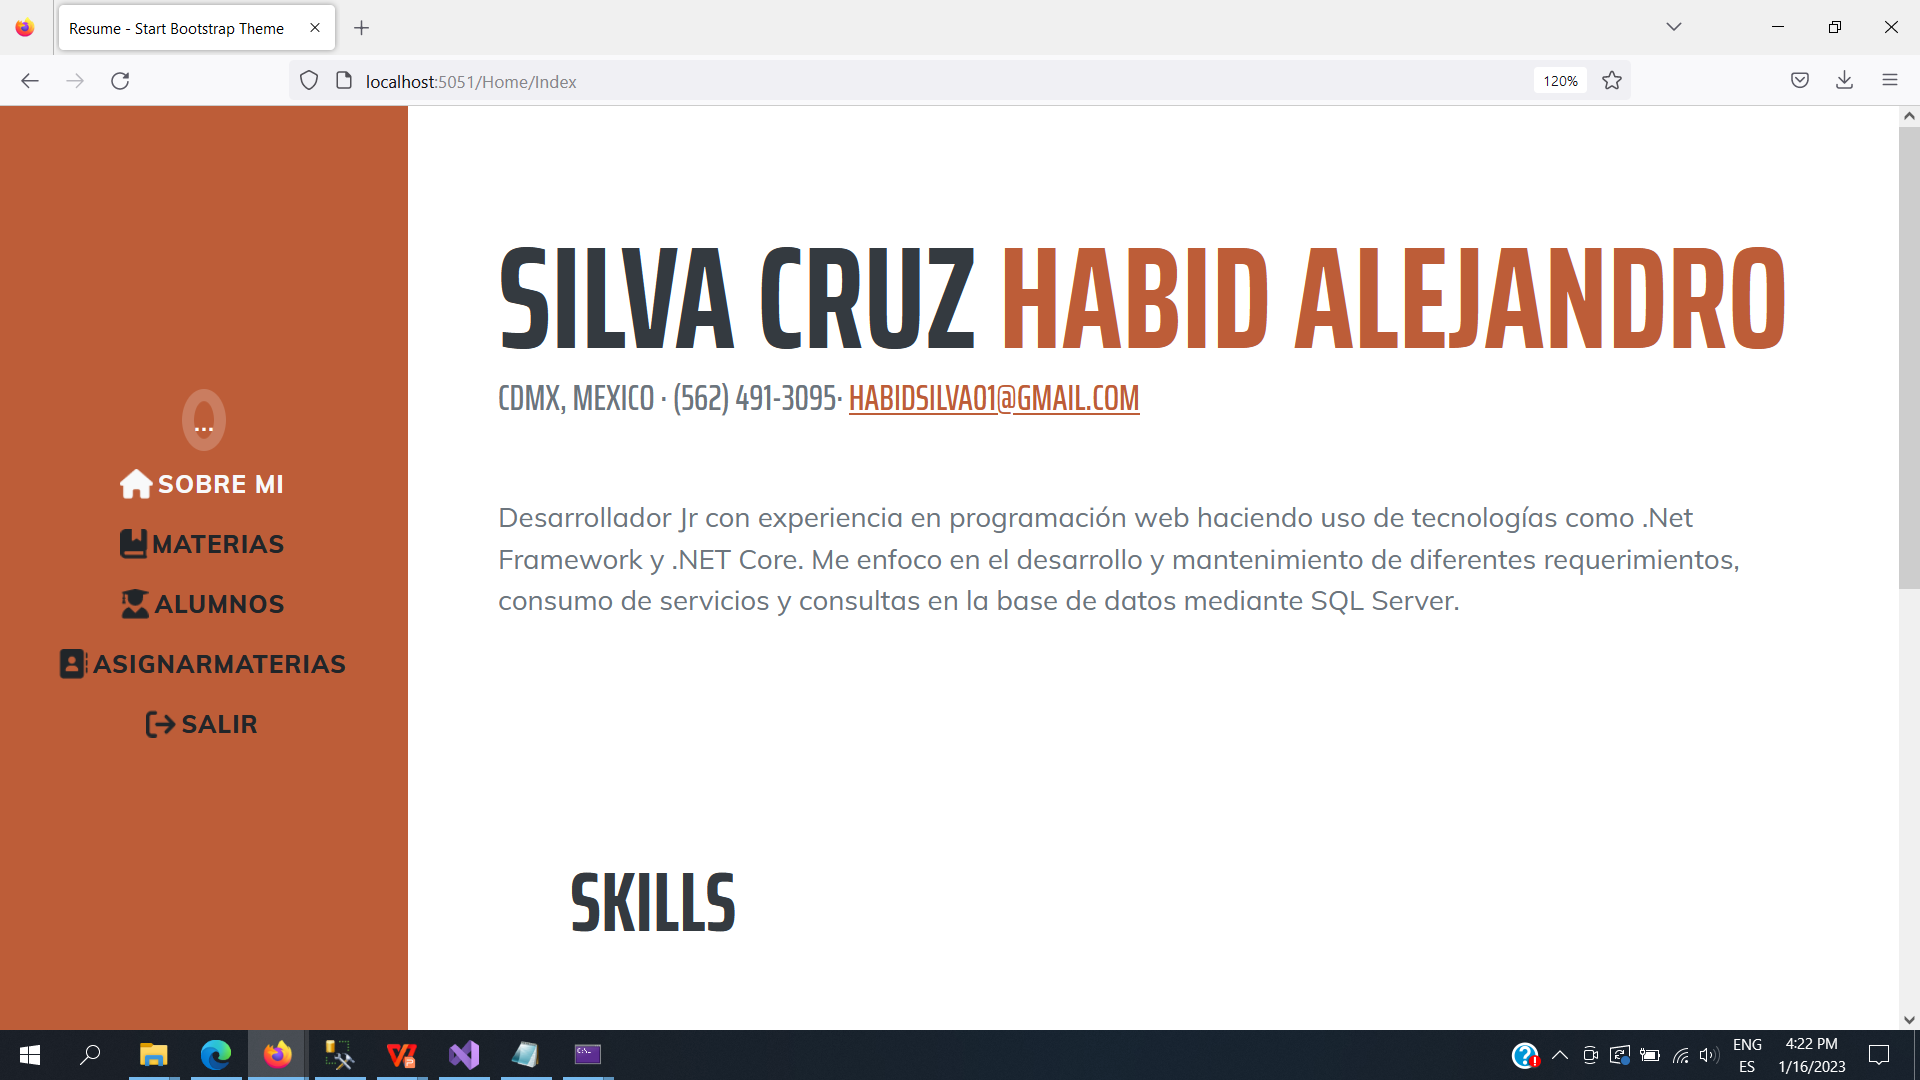 Resume - Start Bootstrap Theme
localhost:5051/Home/Index
120%
SILVA CRUZ HABID ALEJANDRO
CDMX, MEXICO · (562) 491-3095· HABIDSILVA01@GMAIL.COM
...
SOBRE MI
MATERIAS
ALUMNOS
ASIGNARMATERIAS
SALIR
Desarrollador Jr con experiencia en programación web haciendo uso de tecnologías como .Net
Framework y .NET Core. Me enfoco en el desarrollo y mantenimiento de diferentes requerimientos,
consumo de servicios y consultas en la base de datos mediante SQL Server.
SKILLS
ENG
ES
4:22 PM
1/16/2023